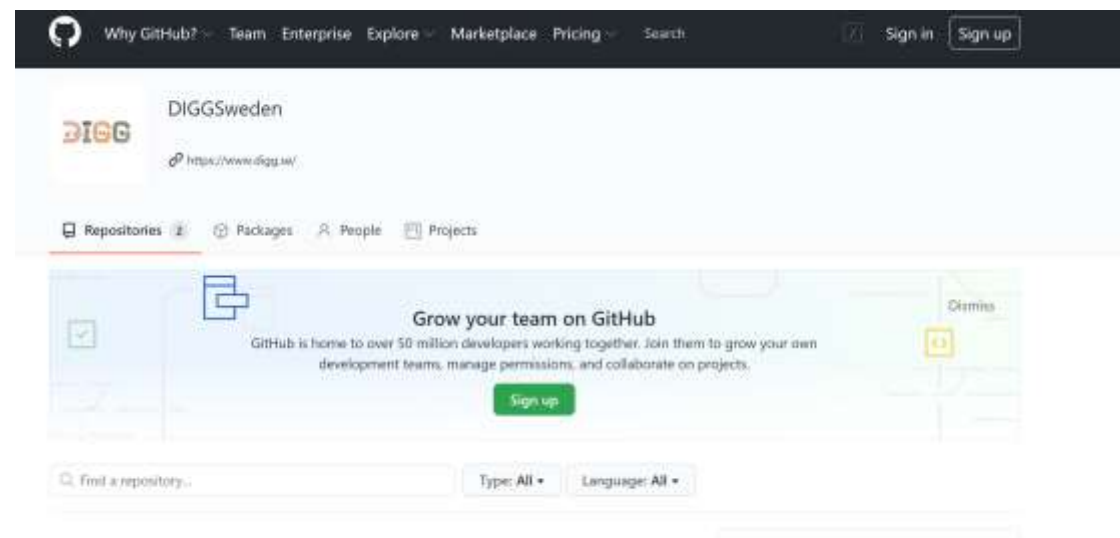 Why GitHub? Team Enterprise Explore Marketplace Pricing Search / Sign in Sign up
DIGGSweden
DIGG
https://www.digg.se/
Repositories 2 Packages People Projects
Grow your team on GitHub
Dismiss
GitHub is home to over 50 million developers working together. Join them to grow your own
development teams, manage permissions, and collaborate on projects.
Sign up
Find a repository...
Type: All
Language: All